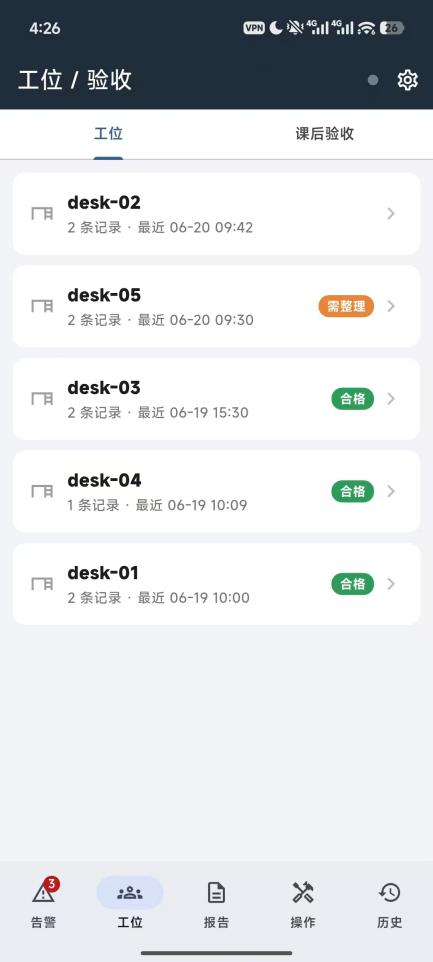 4:26
VPN 4G 4G 26
工位 / 验收
工位
课后验收
desk-02
2 条记录 · 最近 06-20 09:42
desk-05
2 条记录 · 最近 06-20 09:30
需整理
desk-03
2 条记录 · 最近 06-19 15:30
合格
desk-04
1 条记录 · 最近 06-19 10:09
合格
desk-01
2 条记录 · 最近 06-19 10:00
合格
3
告警
工位
报告
操作
历史